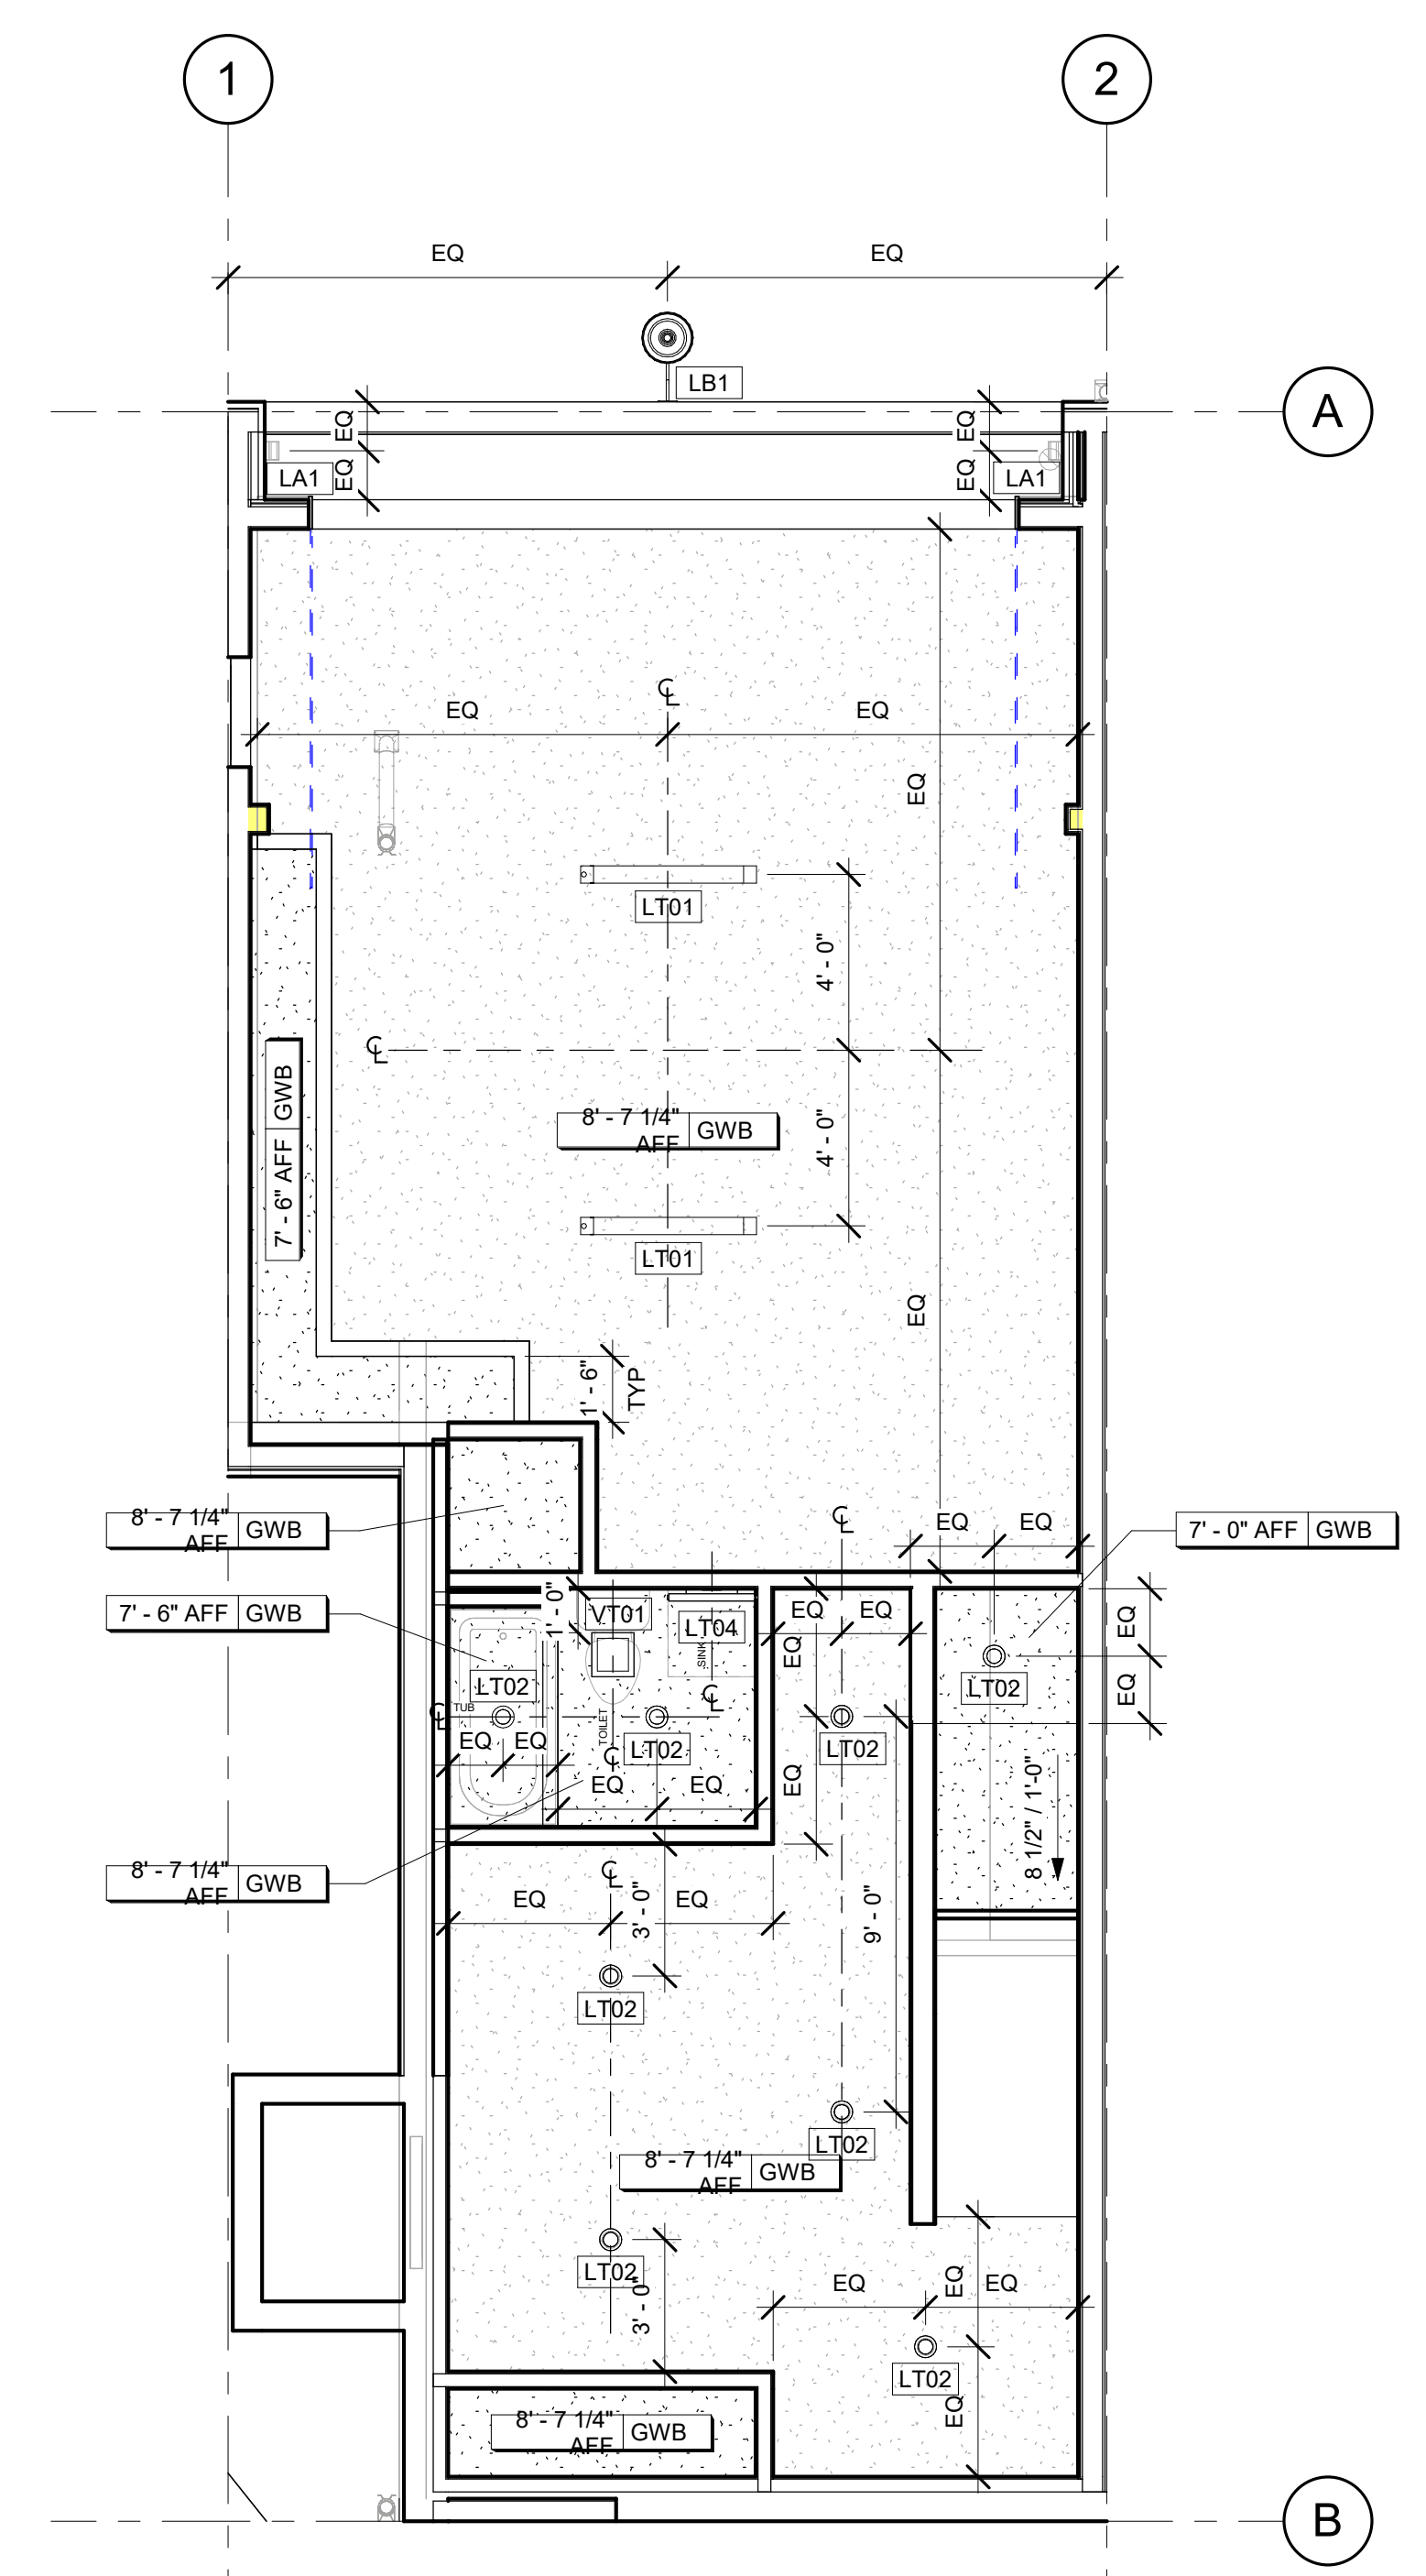 1
2
EQ
EQ
LB1
A
EQ
EQ
LA1
EQ
EQ
LA1
℄
EQ
EQ
EQ
LT01
4' - 0"
℄
7' - 6" AFF GWB
8' - 7 1/4"
AFF
GWB
4' - 0"
LT01
EQ
1' - 6"
TYP
8' - 7 1/4"
AFF
GWB
℄
EQ
EQ
7' - 0" AFF GWB
7' - 6" AFF GWB
1' - 0"
VT01
LT04
SINK
EQ
EQ
EQ
EQ
LT02
TUB
℄
℄
LT02
EQ
EQ
EQ
TOILET
LT02
℄
LT02
EQ
EQ
EQ
8 1/2" / 1'-0"
8' - 7 1/4"
AFF
GWB
℄
EQ
3' - 0"
EQ
9' - 0"
LT02
LT02
8' - 7 1/4"
AFF
GWB
LT02
3' - 0"
EQ
EQ
EQ
LT02
EQ
8' - 7 1/4"
AFF
GWB
B